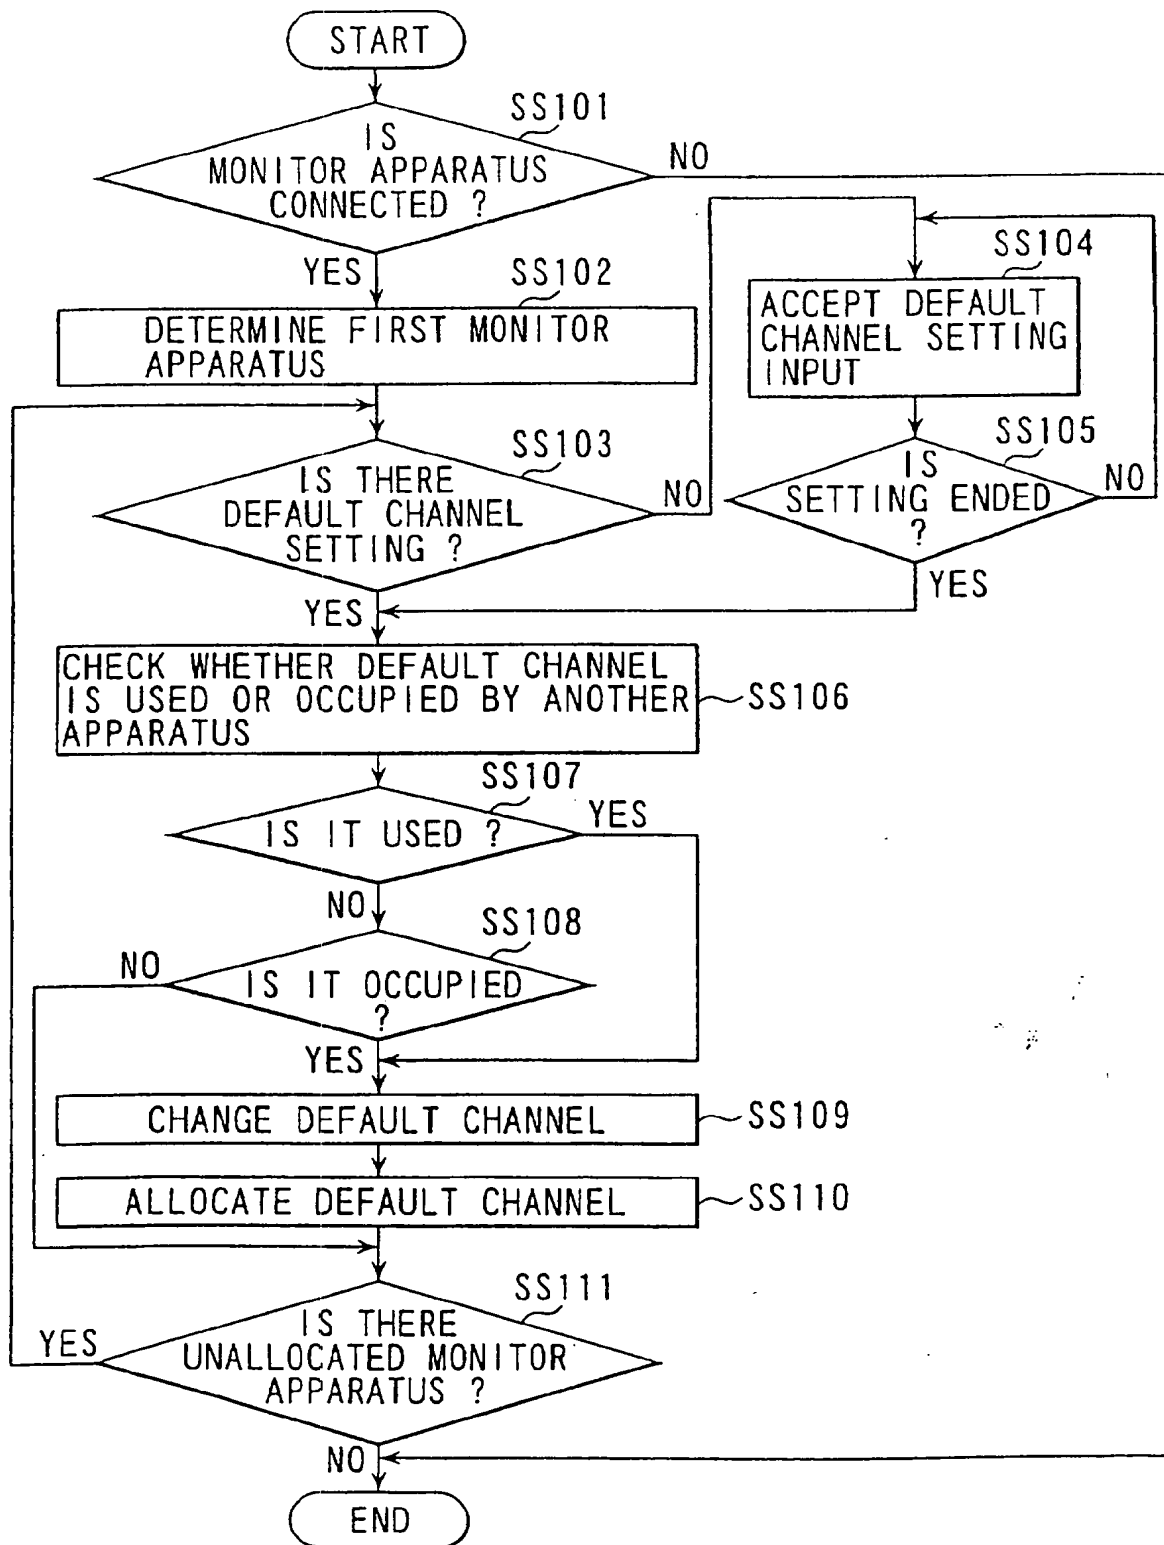 START
SS101
IS
MONITOR APPARATUS
CONNECTED ?
NO
YES
SS102
DETERMINE FIRST MONITOR
APPARATUS
SS104
ACCEPT DEFAULT
CHANNEL SETTING
INPUT
SS103
IS THERE
DEFAULT CHANNEL
SETTING ?
NO
SS105
IS
SETTING ENDED
?
NO
YES
YES
CHECK WHETHER DEFAULT CHANNEL
IS USED OR OCCUPIED BY ANOTHER
APPARATUS
SS106
SS107
IS IT USED ?
YES
NO
SS108
NO
IS IT OCCUPIED
?
YES
CHANGE DEFAULT CHANNEL
SS109
ALLOCATE DEFAULT CHANNEL
SS110
SS111
IS THERE
UNALLOCATED MONITOR
APPARATUS ?
YES
NO
END